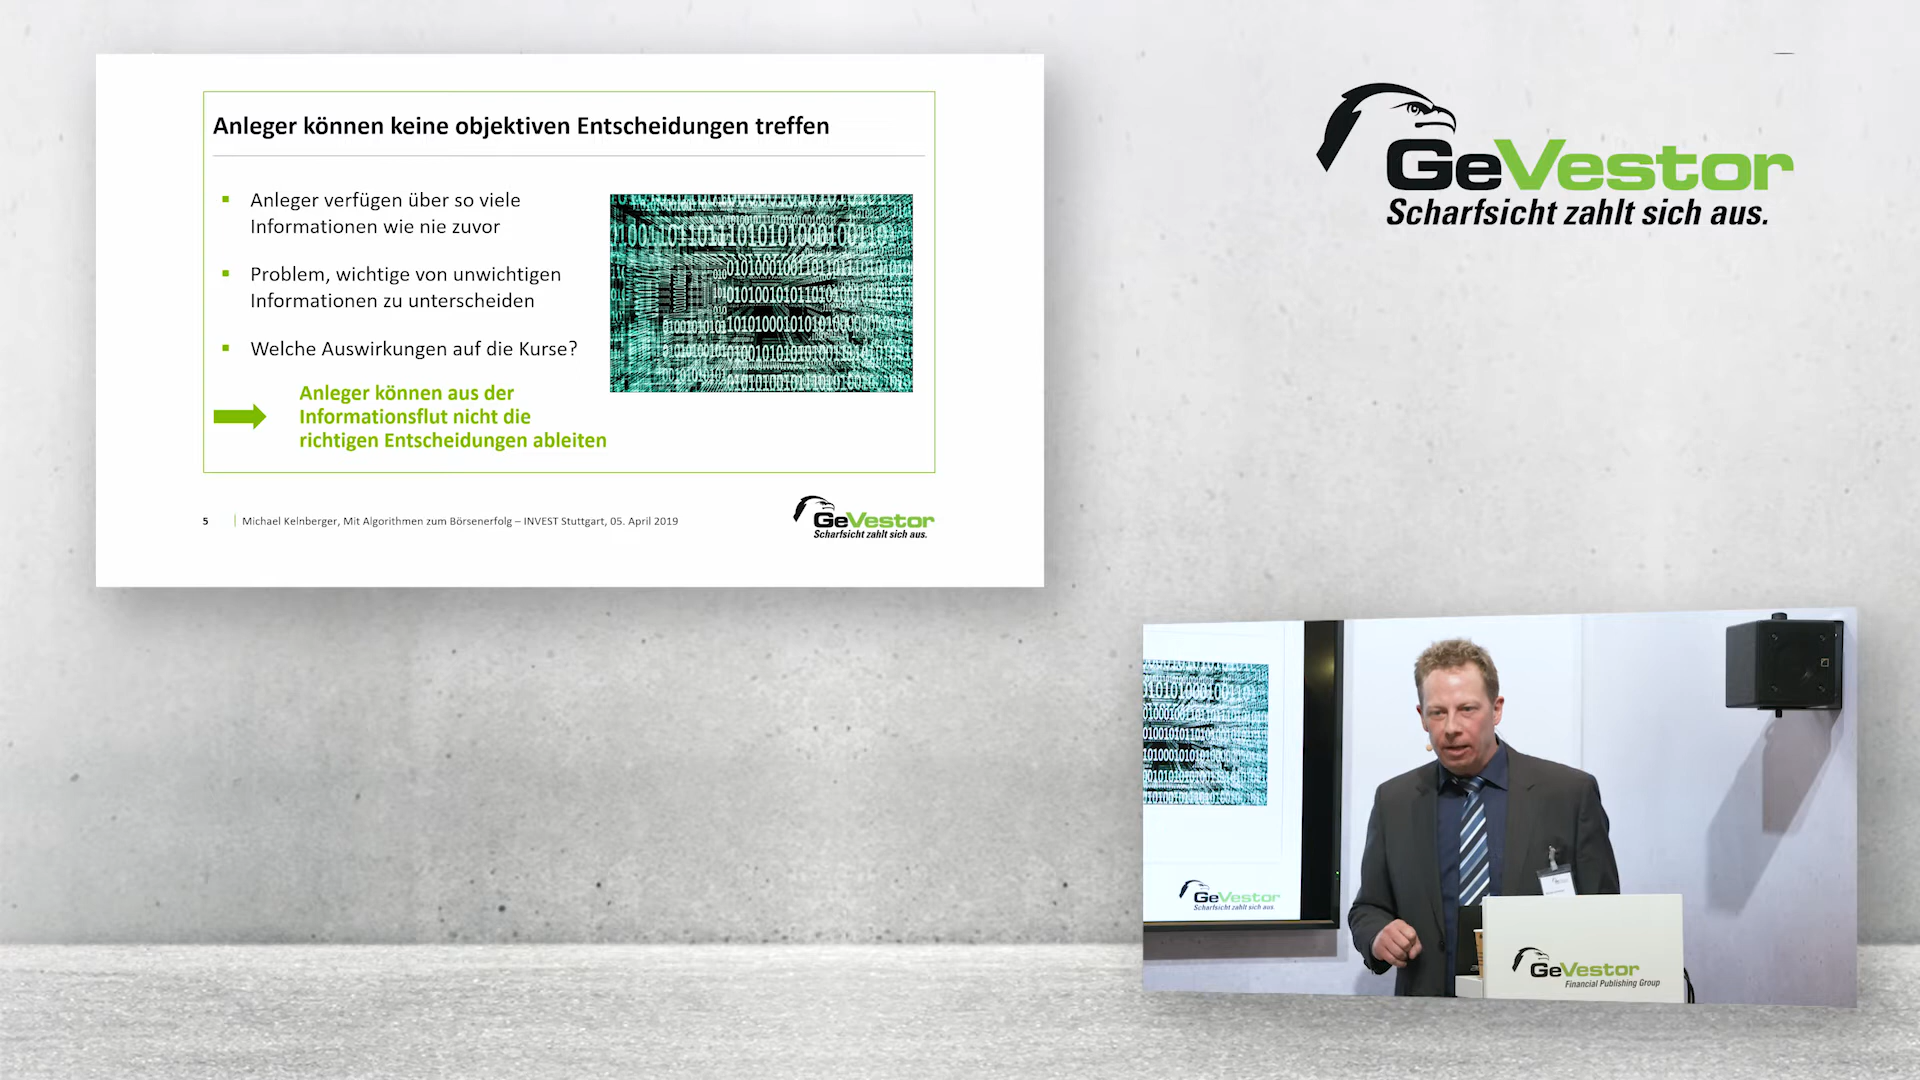 Anleger können keine objektiven Entscheidungen treffen
Anleger verfügen über so viele
Informationen wie nie zuvor
Problem, wichtige von unwichtigen
Informationen zu unterscheiden
Welche Auswirkungen auf die Kurse?
Anleger können aus der
Informationsflut nicht die
richtigen Entscheidungen ableiten
5
Michael Kelnberger, Mit Algorithmen zum Börsenerfolg – INVEST Stuttgart, 05. April 2019
GeVestor
Scharfsicht zahlt sich aus.
GeVestor
Scharfsicht zahlt sich aus.
GeVestor
Scharfsicht zahlt sich aus.
GeVestor
Financial Publishing Group